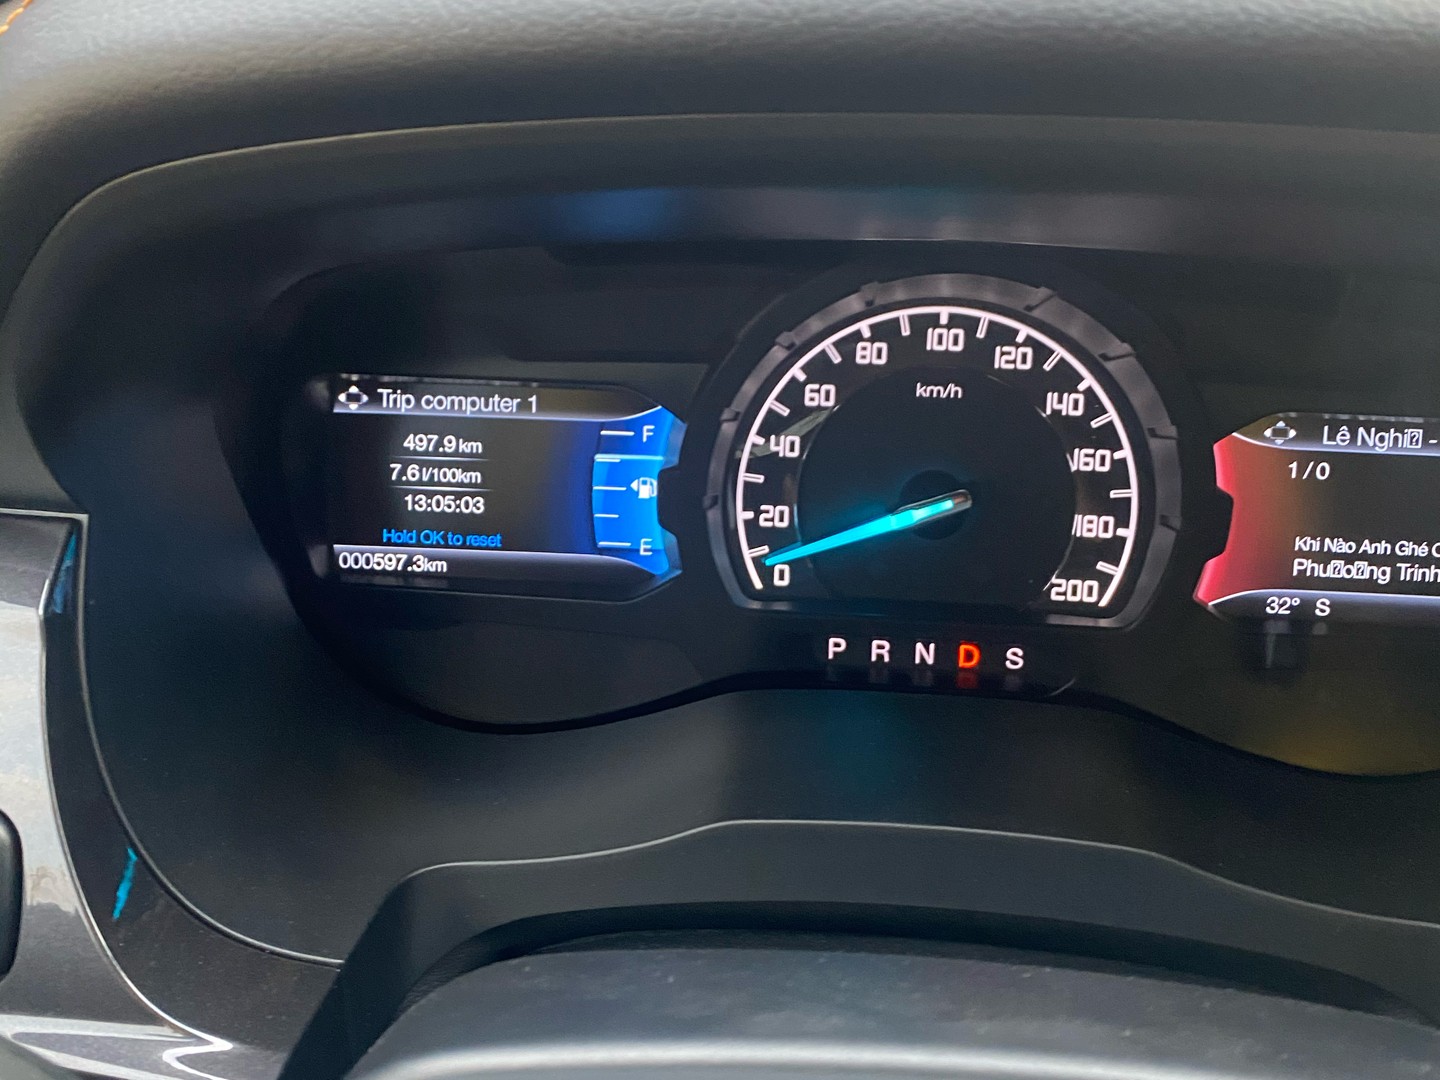 Trip computer 1
497.9 km
7.6 l/100km
13:05:03
Hold OK to reset
000597.3km
F
E
0
20
40
60
80
100
120
140
160
180
200
km/h
P R N D S
Lê Nghi -
1/0
Khi Nào Anh Ghé
Trinh
32° S